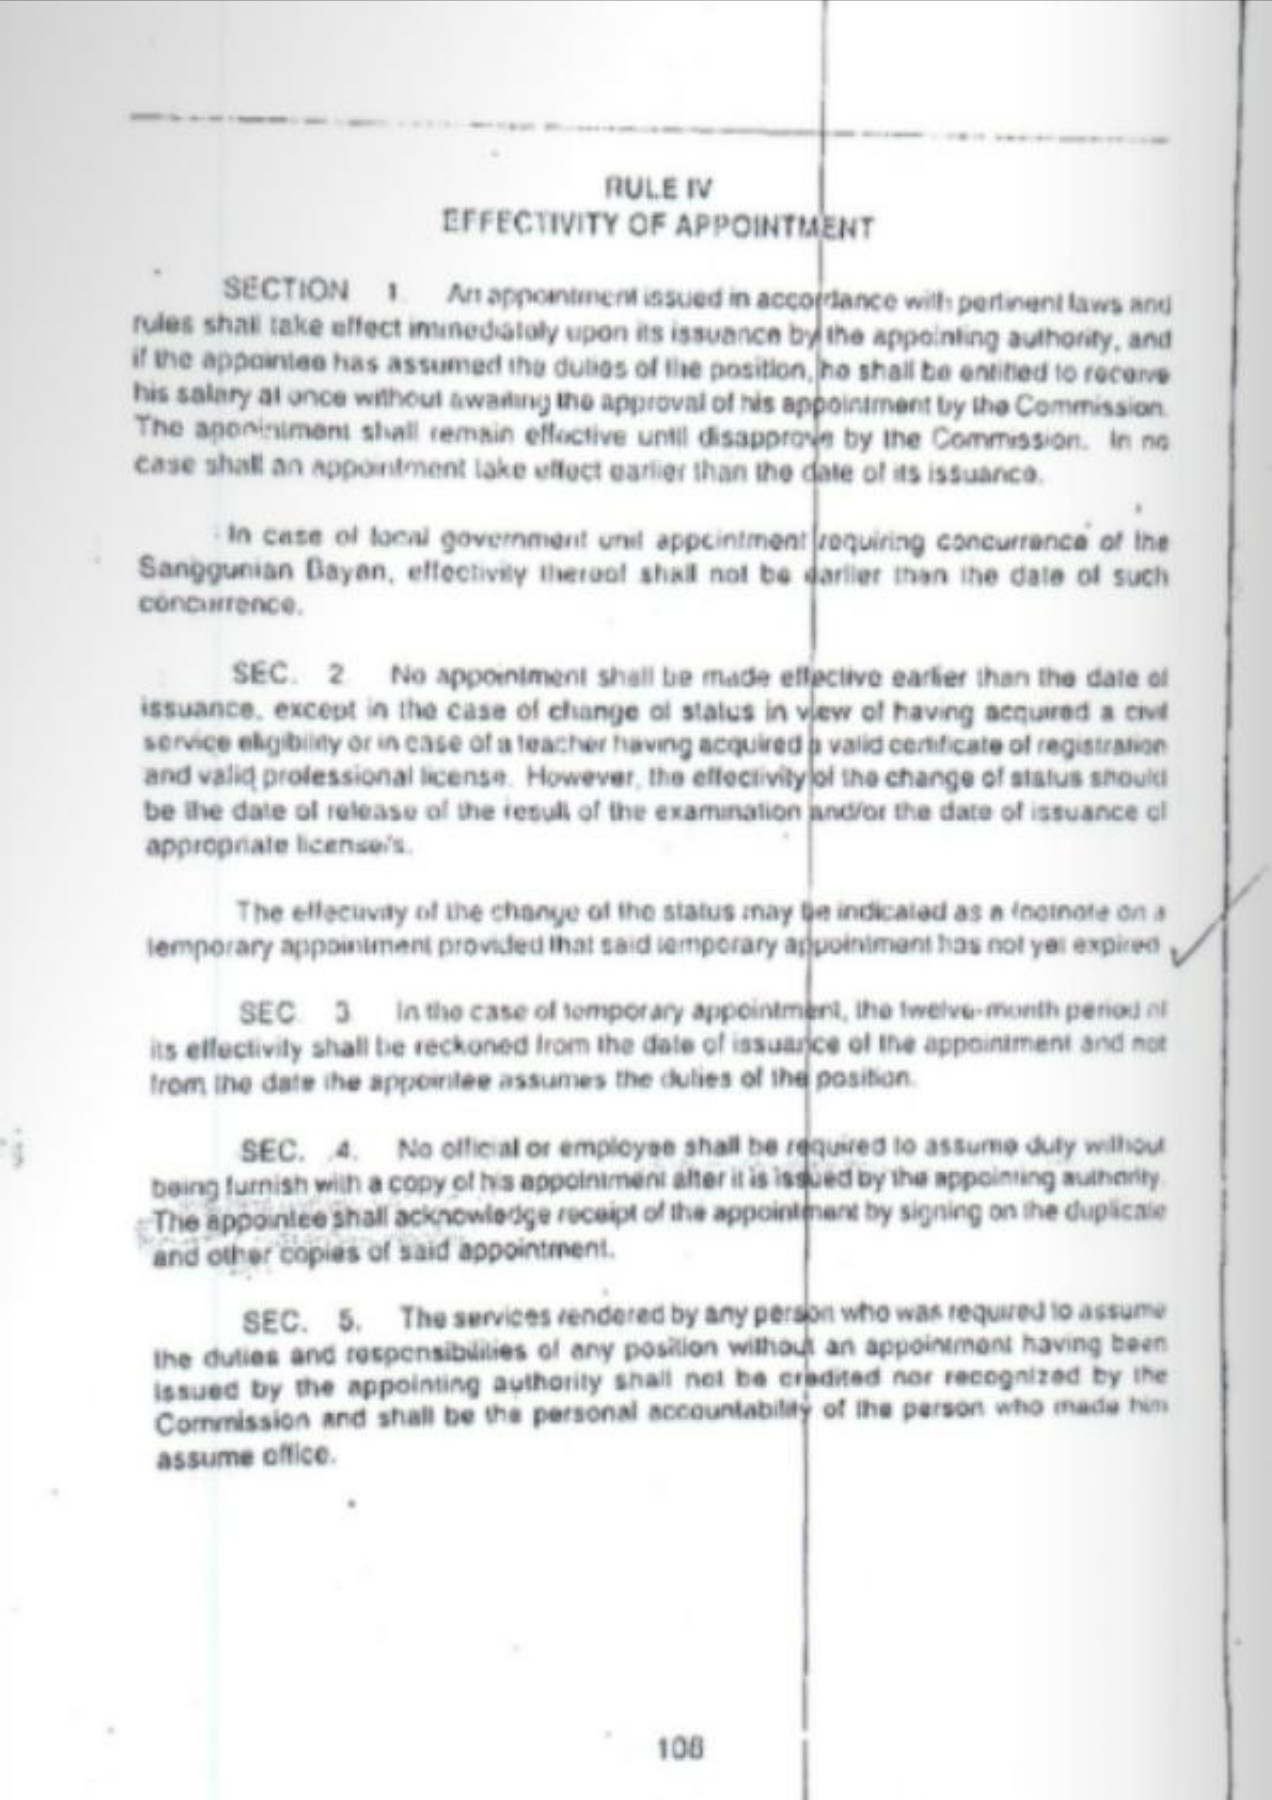 RULE IV
EFFECTIVITY OF APPOINTMENT
SECTION 1. An appointment issued in accordance with pertinent laws and
rules shall take effect immediately upon its issuance by the appointing authority, and
if the appointee has assumed the duties of the position, he shall be entitled to receive
his salary at once without awaiting the approval of his appointment by the Commission.
The appointment shall remain effective until disapprove by the Commission. In no
case shall an appointment take effect earlier than the date of its issuance.
In case of local government unit appointment requiring concurrence of the
Sanggunian Bayan, effectivity thereof shall not be earlier than the date of such
concurrence.
SEC. 2 No appointment shall be made effective earlier than the date of
issuance, except in the case of change of status in view of having acquired a civil
service eligibility or in case of a teacher having acquired a valid certificate of registration
and valid professional license. However, the effectivity of the change of status should
be the date of release of the result of the examination and/or the date of issuance of
appropriate license/s.
The effectivity of the change of the status may be indicated as a footnote on a
temporary appointment provided that said temporary appointment has not yet expired
SEC. 3 In the case of temporary appointment, the twelve-month period of
its effectivity shall be reckoned from the date of issuance of the appointment and not
from the date the appointee assumes the duties of the position.
SEC. 4. No official or employee shall be required to assume duty without
being furnish with a copy of his appointment after it is issued by the appointing authority.
The appointee shall acknowledge receipt of the appointment by signing on the duplicate
and other copies of said appointment.
SEC. 5. The services rendered by any person who was required to assume
the duties and responsibilities of any position without an appointment having been
issued by the appointing authority shall not be credited nor recognized by the
Commission and shall be the personal accountability of the person who made him
assume office.
108